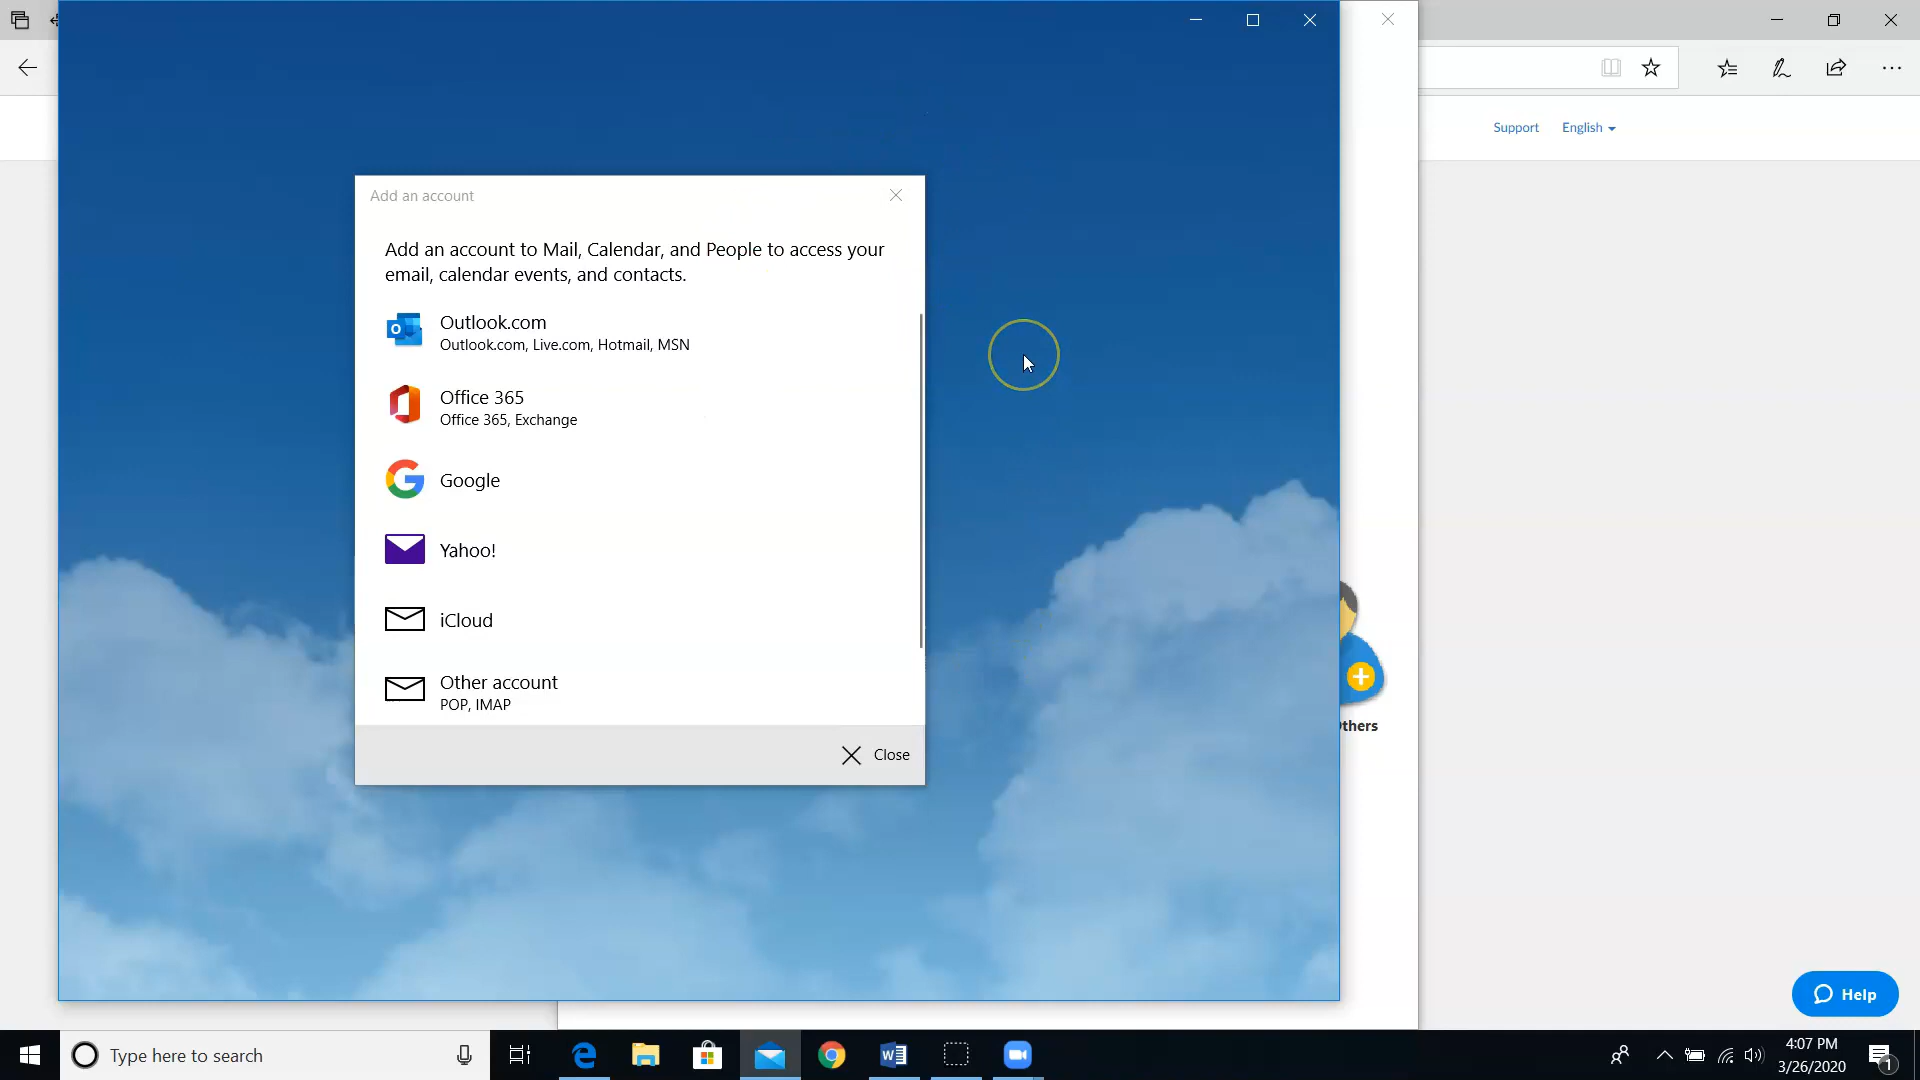 Support English
Add an account
Add an account to Mail, Calendar, and People to access your
email, calendar events, and contacts.
Outlook.com
Outlook.com, Live.com, Hotmail, MSN
Office 365
Office 365, Exchange
Google
Yahoo!
iCloud
Other account
POP, IMAP
Close
thers
Help
Type here to search
4:07 PM
3/26/2020
1